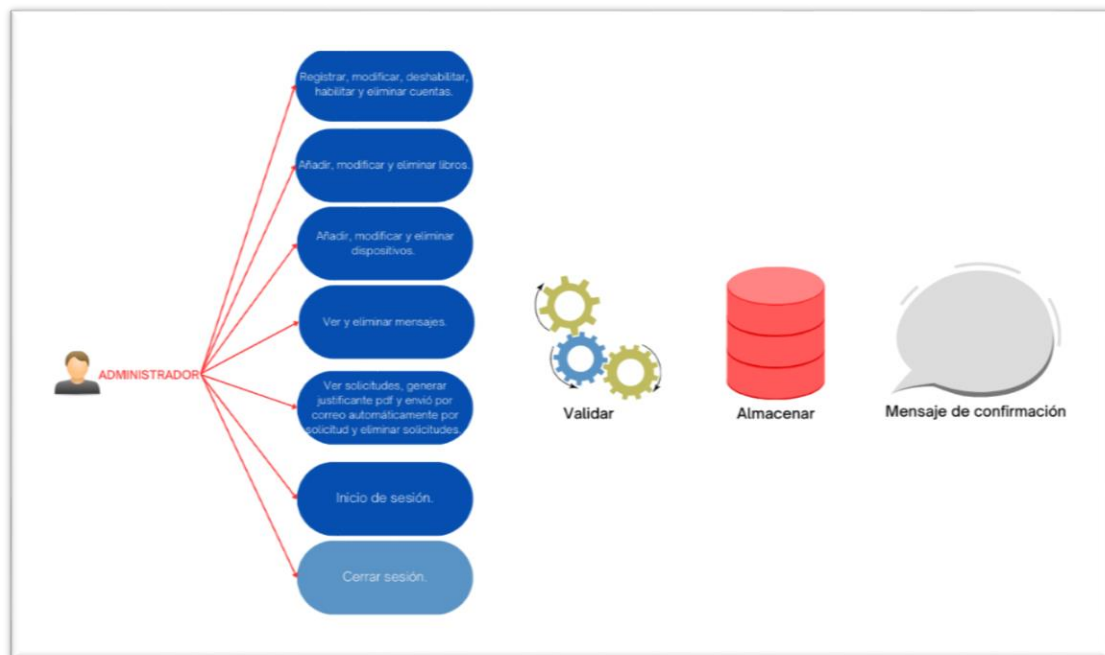 Registrar, modificar, deshabilitar,
habilitar y eliminar cuentas.
Añadir, modificar y eliminar libros.
Añadir, modificar y eliminar
dispositivos.
Ver y eliminar mensajes.
ADMINISTRADOR
Ver solicitudes, generar
justificante pdf y envió por
correo automáticamente por
solicitud y eliminar solicitudes.
Inicio de sesión.
Cerrar sesión.
Validar
Almacenar
Mensaje de confirmación